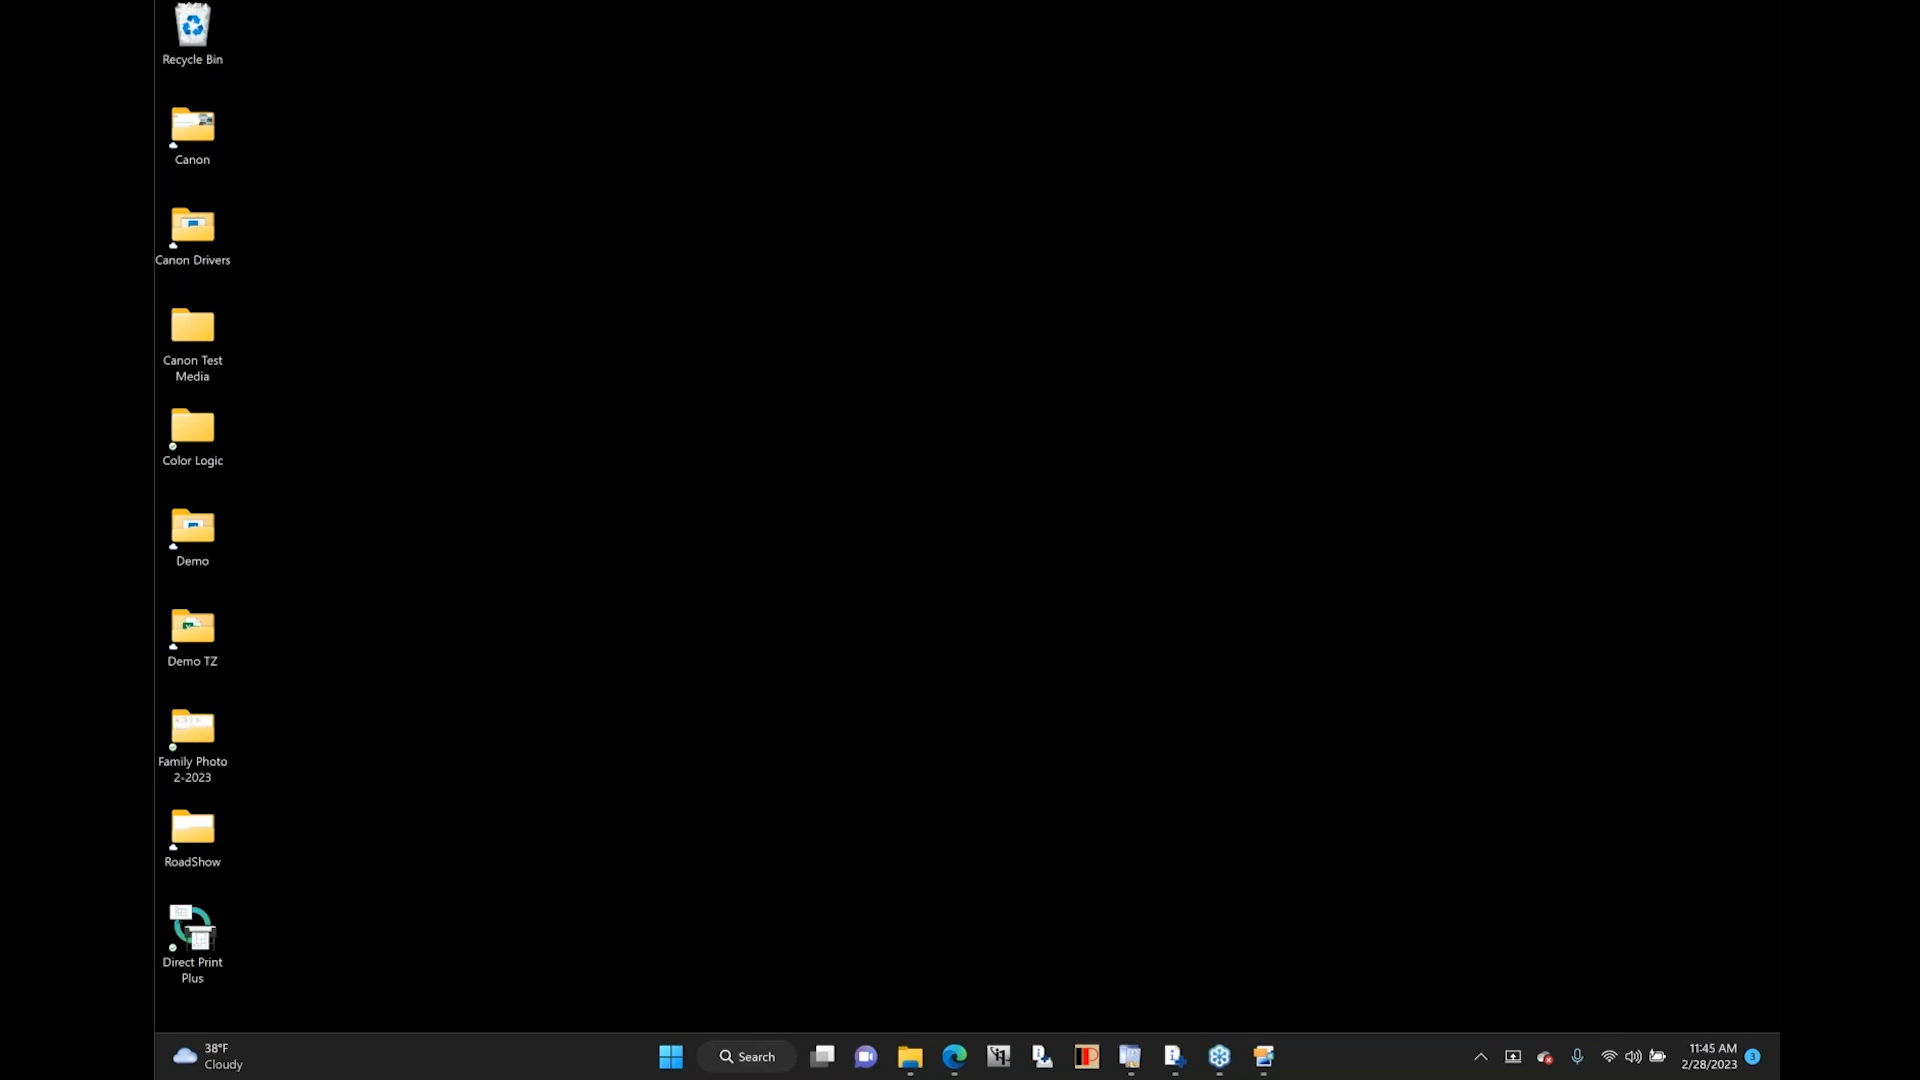 Recycle Bin
Canon
Canon Drivers
Canon Test
Media
Color Logic
Demo
Demo TZ
Family Photo
2-2023
RoadShow
Direct Print
Plus
38°F
Cloudy
Search
11:45 AM
2/28/2023
3